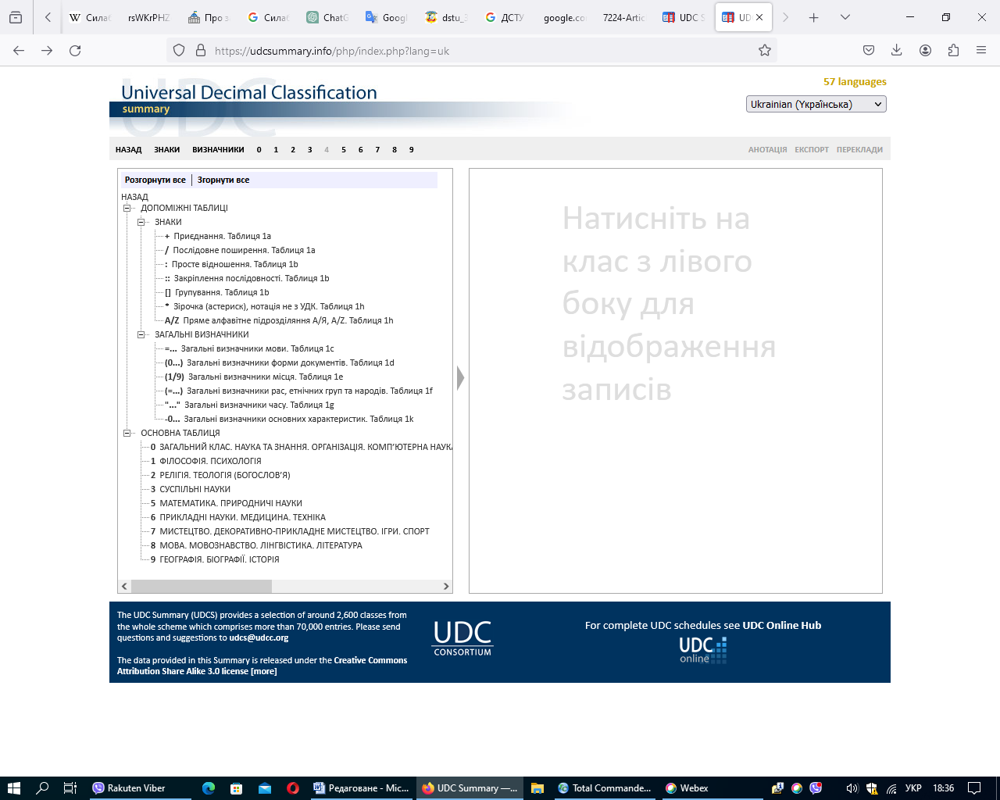 Силаб
rsWKrPHZ
Про з
Силаб
ChatG
Googl
dstu_3
ДСТУ
google.co
7224-Artic
UDC S
UD
https://udcsummary.info/php/index.php?lang=uk
Universal Decimal Classification
summary
57 languages
Ukrainian (Українська)
НАЗАД ЗНАКИ ВИЗНАЧНИКИ 0 1 2 3 4 5 6 7 8 9
АНОТАЦІЯ ЕКСПОРТ ПЕРЕКЛАДИ
Розгорнути все | Згорнути все
НАЗАД
ДОПОМІЖНІ ТАБЛИЦІ
ЗНАКИ
+ Приєднання. Таблиця 1a
/ Послідовне поширення. Таблиця 1a
: Просте відношення. Таблиця 1b
:: Закріплення послідовності. Таблиця 1b
[] Групування. Таблиця 1b
* Зірочка (астериск), нотація не з УДК. Таблиця 1h
A/Z Пряме алфавітне підрозділяння А/Я, A/Z. Таблиця 1h
ЗАГАЛЬНІ ВИЗНАЧНИКИ
=... Загальні визначники мови. Таблиця 1c
(0...) Загальні визначники форми документів. Таблиця 1d
(1/9) Загальні визначники місця. Таблиця 1e
(=...) Загальні визначники рас, етнічних груп та народів. Таблиця 1f
"..." Загальні визначники часу. Таблиця 1g
-0... Загальні визначники основних характеристик. Таблиця 1k
ОСНОВНА ТАБЛИЦЯ
0 ЗАГАЛЬНИЙ КЛАС. НАУКА ТА ЗНАННЯ. ОРГАНІЗАЦІЯ. КОМП'ЮТЕРНА НАУКА
1 ФІЛОСОФІЯ. ПСИХОЛОГІЯ
2 РЕЛІГІЯ. ТЕОЛОГІЯ (БОГОСЛОВ'Я)
3 СУСПІЛЬНІ НАУКИ
5 МАТЕМАТИКА. ПРИРОДНИЧІ НАУКИ
6 ПРИКЛАДНІ НАУКИ. МЕДИЦИНА. ТЕХНІКА
7 МИСТЕЦТВО. ДЕКОРАТИВНО-ПРИКЛАДНЕ МИСТЕЦТВО. ІГРИ. СПОРТ
8 МОВА. МОВОЗНАВСТВО. ЛІНГВІСТИКА. ЛІТЕРАТУРА
9 ГЕОГРАФІЯ. БІОГРАФІЇ. ІСТОРІЯ
Натисніть на
клас з лівого
боку для
відображення
записів
The UDC Summary (UDCS) provides a selection of around 2,600 classes from
the whole scheme which comprises more than 70,000 entries. Please send
questions and suggestions to udcs@udcc.org
The data provided in this Summary is released under the Creative Commons
Attribution Share Alike 3.0 license [more]
UDC
CONSORTIUM
For complete UDC schedules see UDC Online Hub
UDC
online
Rakuten Viber
Редаговане - Mic...
UDC Summary —...
Total Commande...
Webex
УКР
18:36